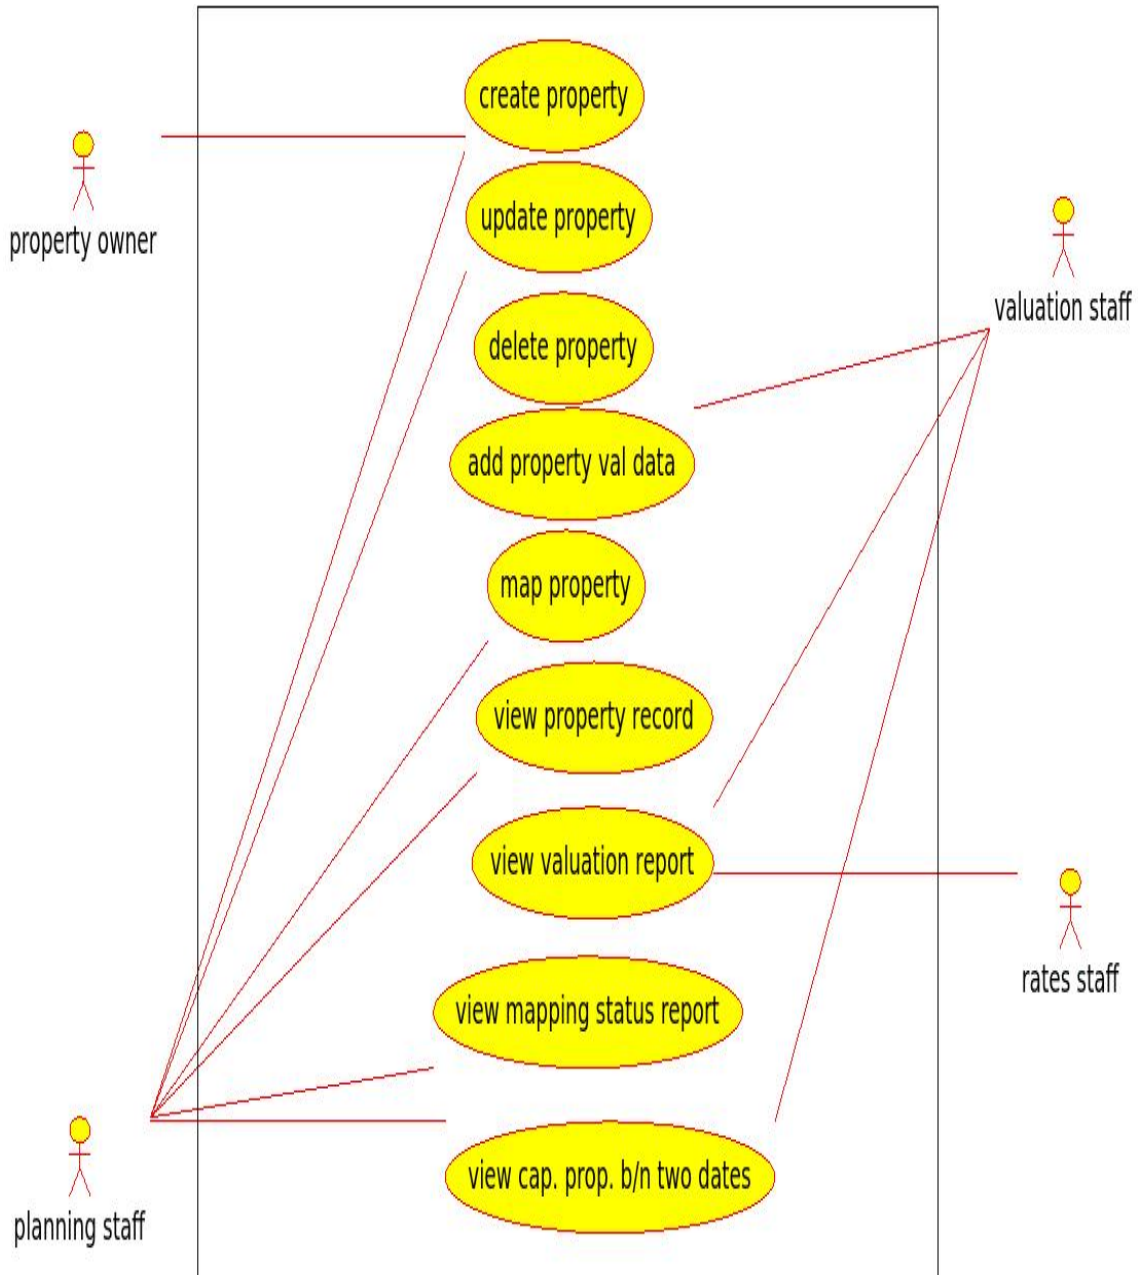 create property
property owner
update property
valuation staff
delete property
add property val data
map property
view property record
view valuation report
rates staff
view mapping status report
view cap. prop. b/n two dates
planning staff